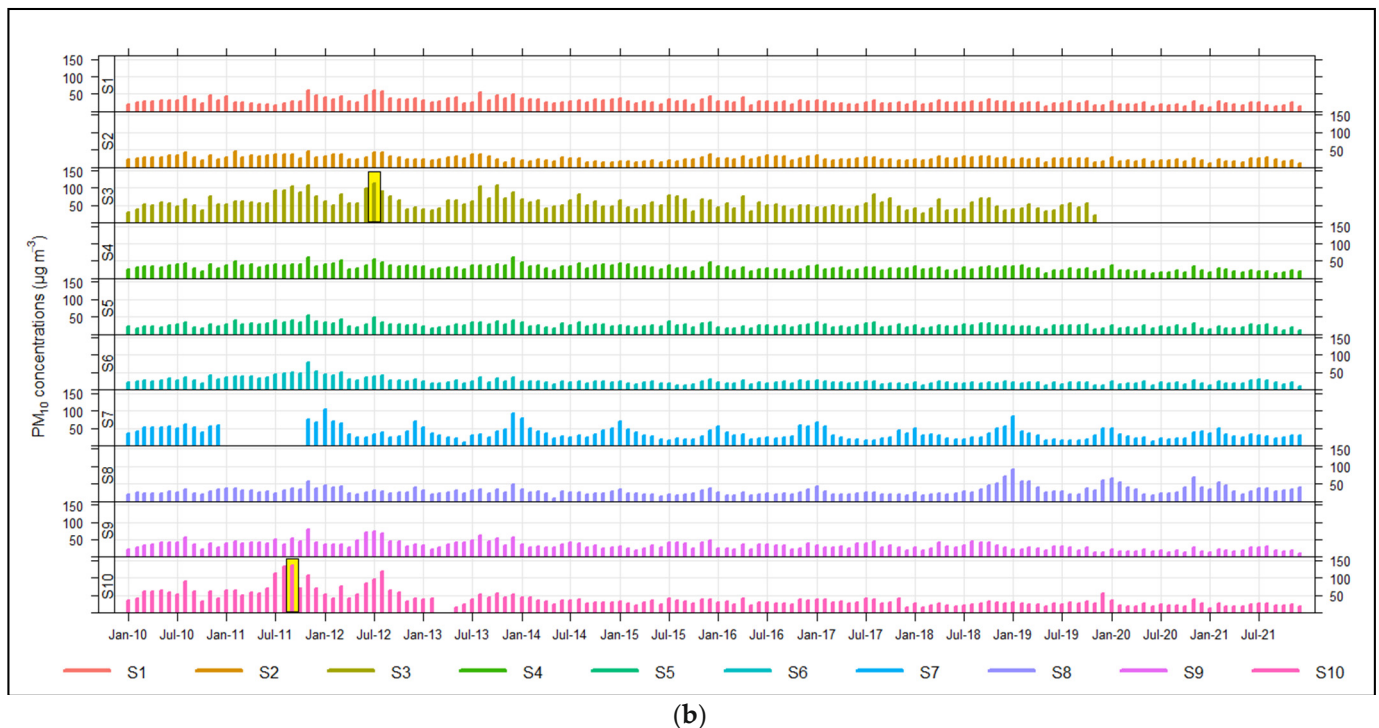 PM₁₀ concentrations (µg m⁻³)
150
100
50
S1
S2
150
100
50
150
100
50
S3
S4
150
100
50
150
100
50
S5
S6
150
100
50
150
100
50
S7
S8
150
100
50
150
100
50
S9
S10
150
100
50
Jan-10 Jul-10 Jan-11 Jul-11 Jan-12 Jul-12 Jan-13 Jul-13 Jan-14 Jul-14 Jan-15 Jul-15 Jan-16 Jul-16 Jan-17 Jul-17 Jan-18 Jul-18 Jan-19 Jul-19 Jan-20 Jul-20 Jan-21 Jul-21
S1 S2 S3 S4 S5 S6 S7 S8 S9 S10
(b)